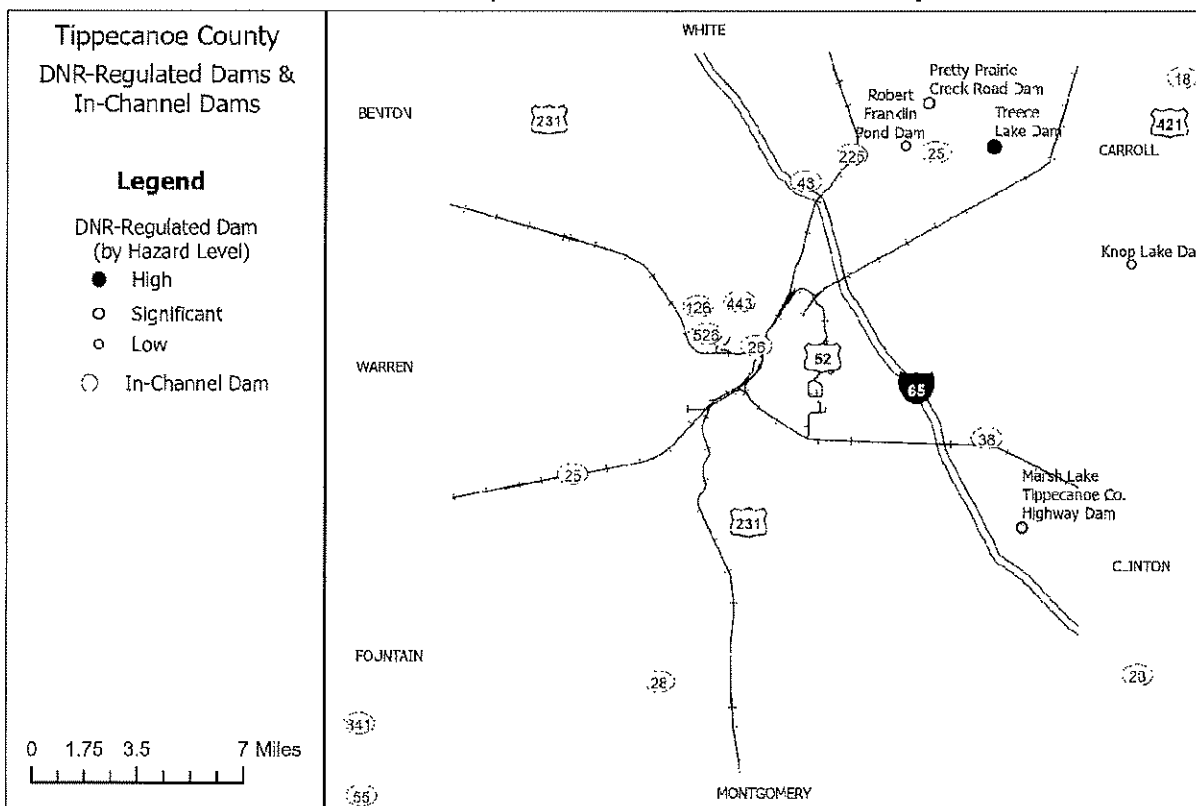 Tippecanoe County
DNR-Regulated Dams &
In-Channel Dams
Legend
DNR-Regulated Dam
(by Hazard Level)
High
Significant
Low
In-Channel Dam
0 1.75 3.5 7 Miles
WHITE
BENTON
231
Pretty Prairie
Creek Road Dam
Robert
Franklin
Pond Dam
Treece
Lake Dam
18
421
CARROLL
225
25
43
Knop Lake Da
126
443
526
26
52
WARREN
65
38
25
Marsh Lake
Tippecanoe Co.
Highway Dam
231
CLINTON
FOUNTAIN
28
28
341
55
MONTGOMERY